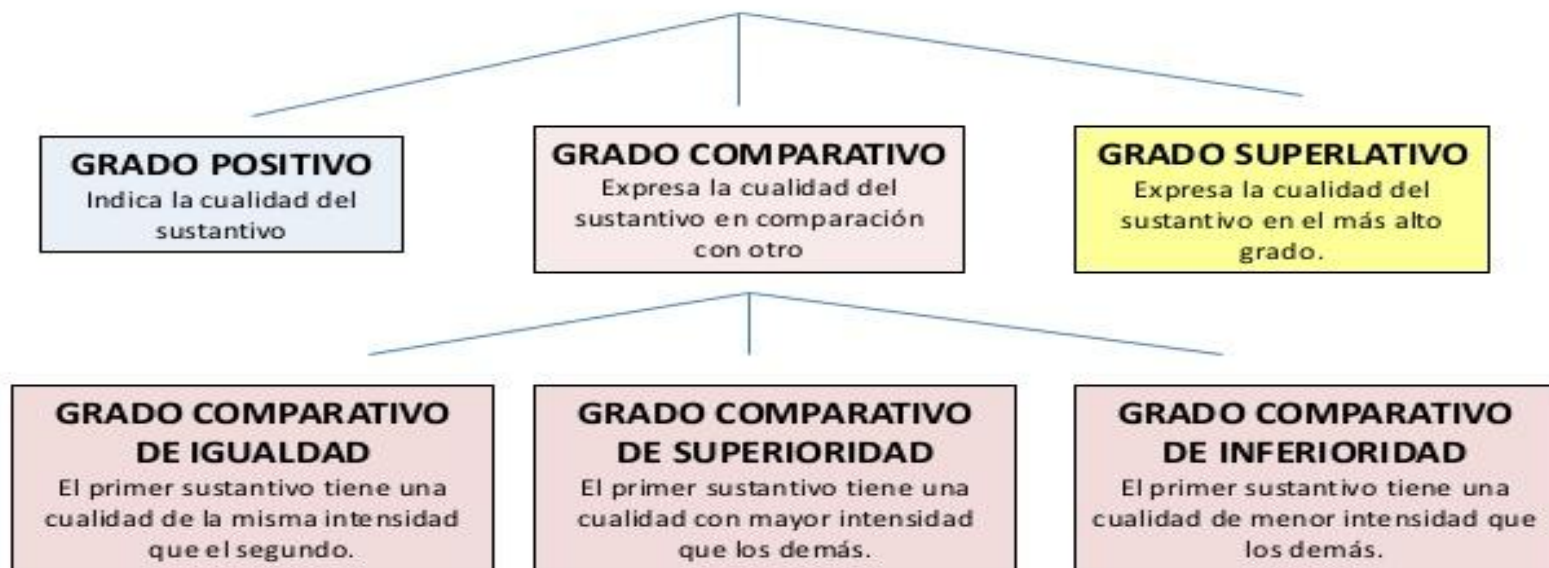 GRADO POSITIVO
Indica la cualidad del
sustantivo
GRADO COMPARATIVO
Expresa la cualidad del
sustantivo en comparación
con otro
GRADO SUPERLATIVO
Expresa la cualidad del
sustantivo en el más alto
grado.
GRADO COMPARATIVO
DE IGUALDAD
El primer sustantivo tiene una
cualidad de la misma intensidad
que el segundo.
GRADO COMPARATIVO
DE SUPERIORIDAD
El primer sustantivo tiene una
cualidad con mayor intensidad
que los demás.
GRADO COMPARATIVO
DE INFERIORIDAD
El primer sustantivo tiene una
cualidad de menor intensidad que
los demás.